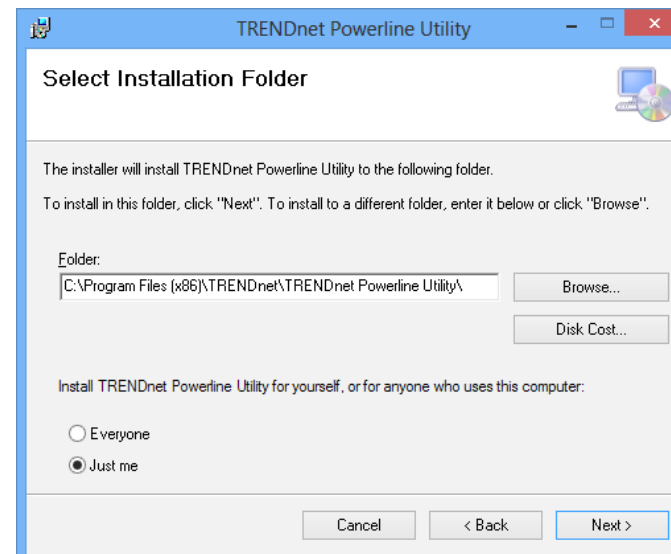 TRENDnet Powerline Utility
Select Installation Folder
The installer will install TRENDnet Powerline Utility to the following folder.
To install in this folder, click "Next". To install to a different folder, enter it below or click "Browse".
Folder:
C:\Program Files (x86)\TRENDnet\TRENDnet Powerline Utility\
Browse...
Disk Cost...
Install TRENDnet Powerline Utility for yourself, or for anyone who uses this computer:
Everyone
Just me
Cancel
< Back
Next >